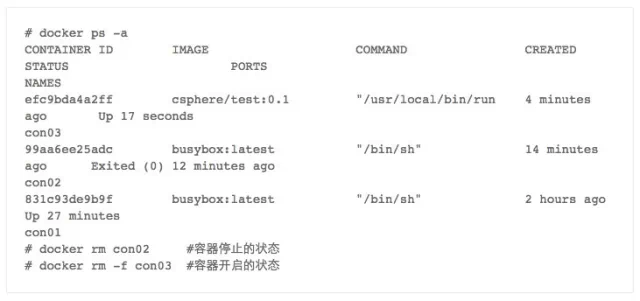 # docker ps -a
CONTAINER ID IMAGE COMMAND CREATED
STATUS PORTS
NAMES
efc9bda4a2ff csphere/test:0.1 "/usr/local/bin/run 4 minutes
ago Up 17 seconds
con03
99aa6ee25adc busybox:latest "/bin/sh" 14 minutes
ago Exited (0) 12 minutes ago
con02
831c93de9b9f busybox:latest "/bin/sh" 2 hours ago
Up 27 minutes
con01
# docker rm con02 #容器停止的状态
# docker rm -f con03 #容器开启的状态